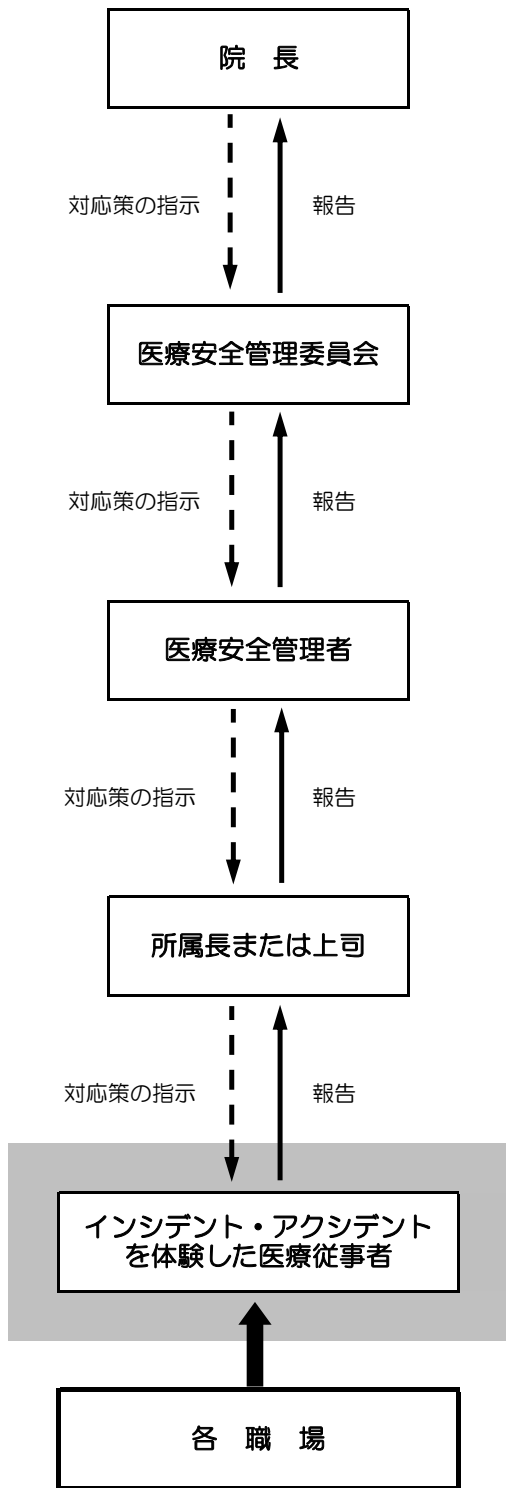 院　長
対応策の指示　報告
医療安全管理委員会
対応策の指示　報告
医療安全管理者
対応策の指示　報告
所属長または上司
対応策の指示　報告
インシデント・アクシデント
を体験した医療従事者
各　職　場